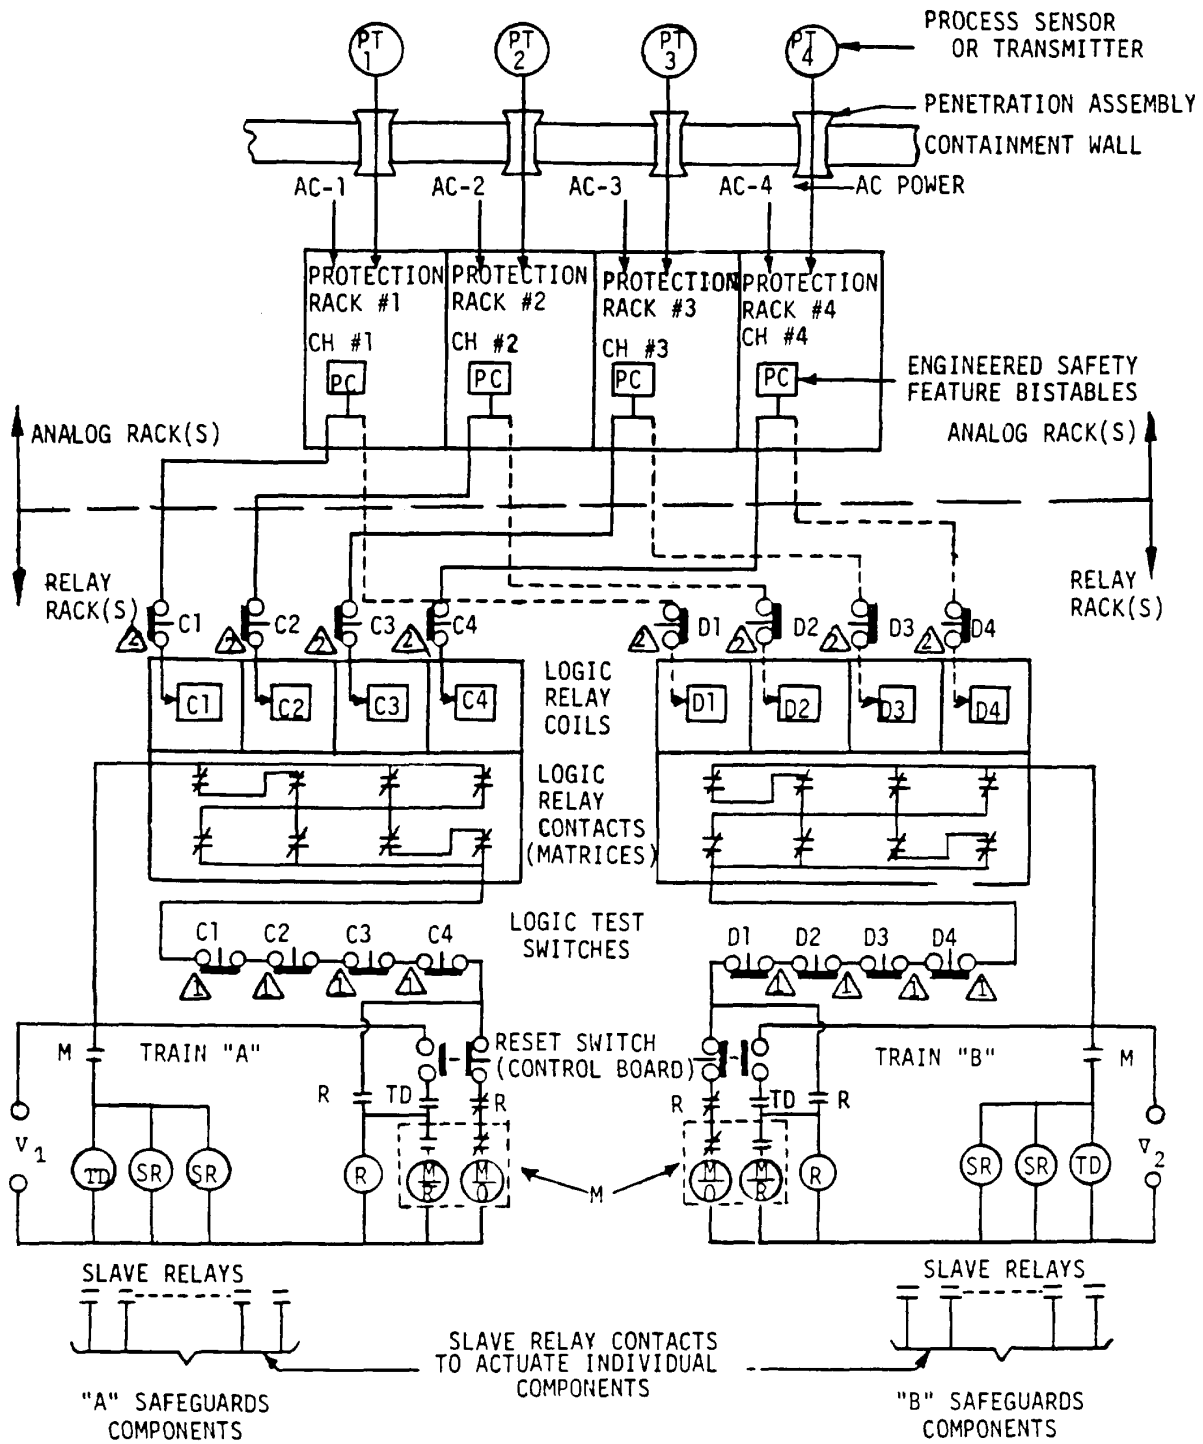 PT 1
PT 2
PT 3
PT 4
PROCESS SENSOR
OR TRANSMITTER
PENETRATION ASSEMBLY
CONTAINMENT WALL
AC-1
AC-2
AC-3
AC-4
AC POWER
PROTECTION
RACK #1
CH #1
PC
PROTECTION
RACK #2
CH #2
PC
PROTECTION
RACK #3
CH #3
PC
PROTECTION
RACK #4
CH #4
PC
ENGINEERED SAFETY
FEATURE BISTABLES
ANALOG RACK(S)
ANALOG RACK(S)
RELAY
RACK(S)
RELAY
RACK(S)
2 C1
2 C2
2 C3
2 C4
2 D1
2 D2
2 D3
2 D4
C1
C2
C3
C4
LOGIC
RELAY
COILS
D1
D2
D3
D4
LOGIC
RELAY
CONTACTS
(MATRICES)
LOGIC TEST
SWITCHES
C1
C2
C3
C4
D1
D2
D3
D4
1
1
1
1
1
1
1
1
M
TRAIN "A"
RESET SWITCH
(CONTROL BOARD)
TRAIN "B"
M
R
TD
R
R
TD
R
V1
TD
SR
SR
R
M
R
M
O
M
M
O
M
R
R
SR
SR
TD
V2
SLAVE RELAYS
SLAVE RELAYS
SLAVE RELAY CONTACTS
TO ACTUATE INDIVIDUAL
COMPONENTS
"A" SAFEGUARDS
COMPONENTS
"B" SAFEGUARDS
COMPONENTS